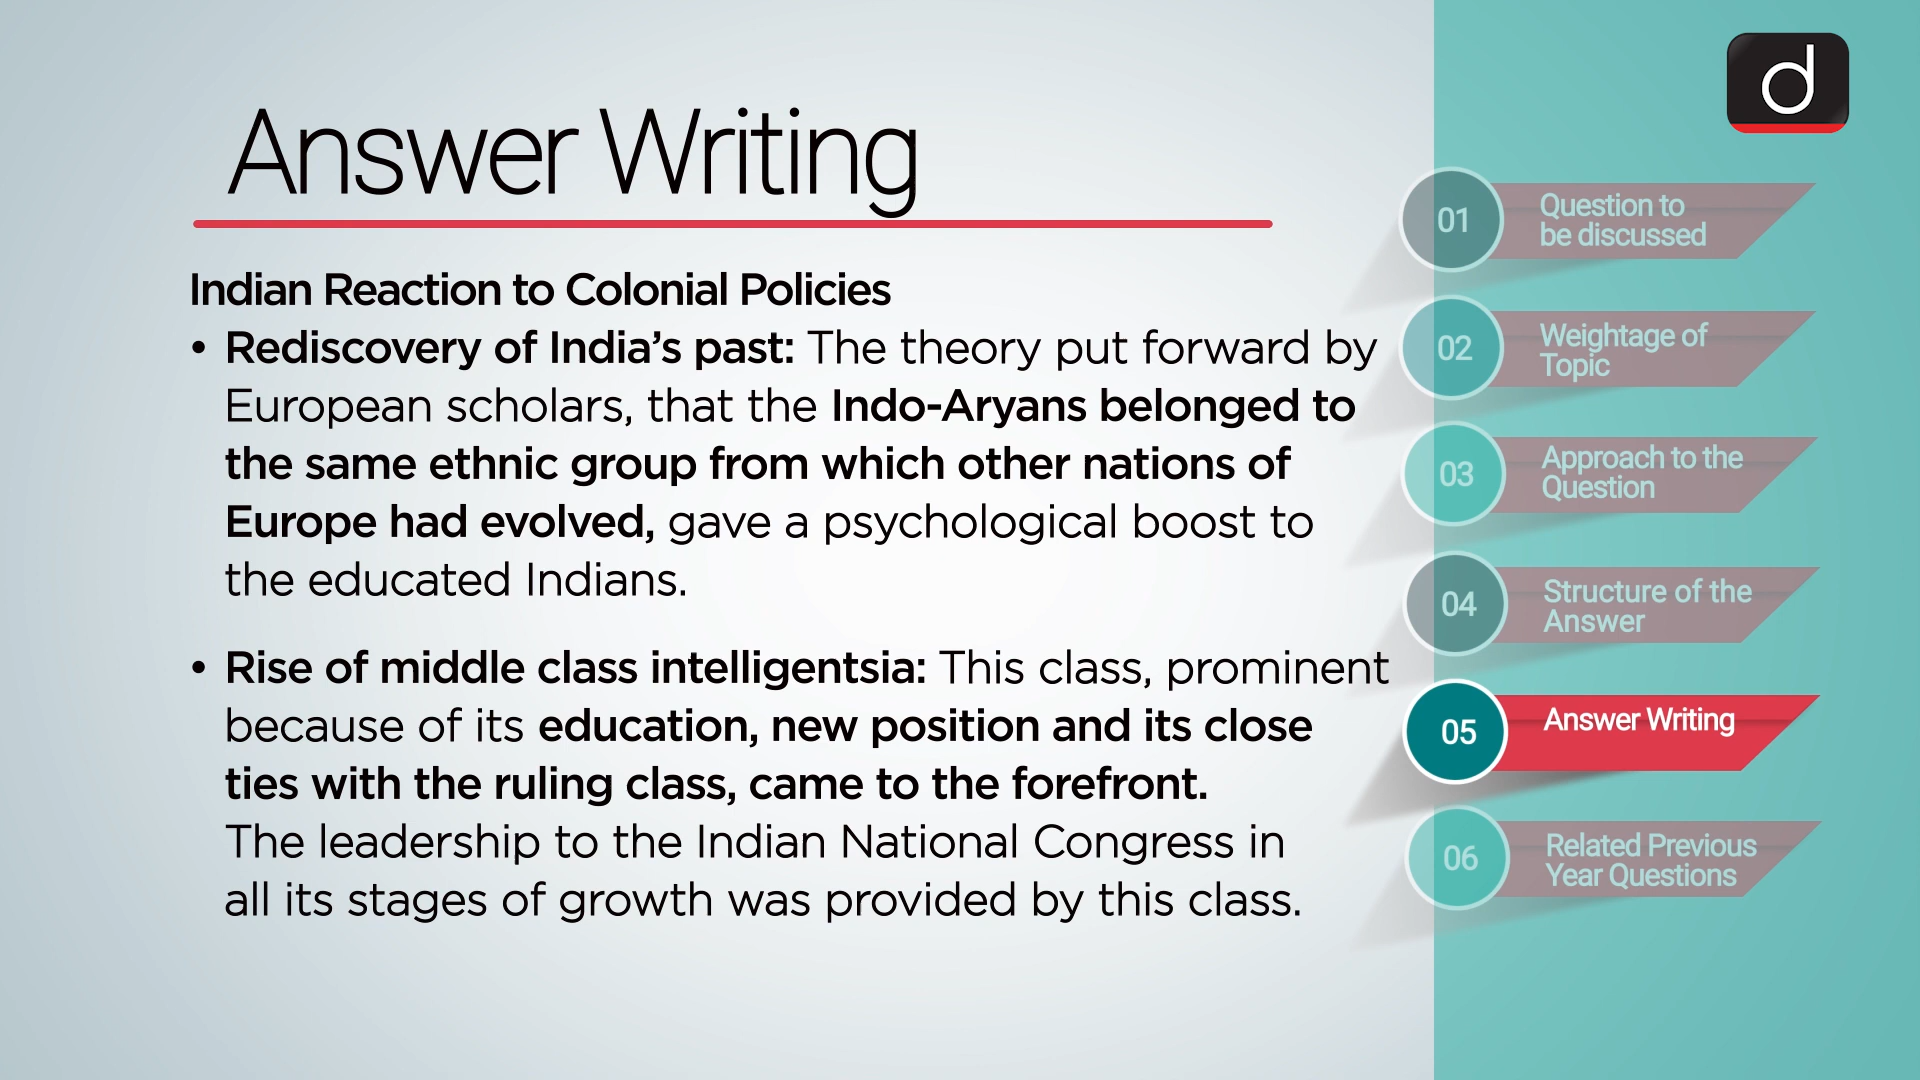 Answer Writing
Indian Reaction to Colonial Policies
• Rediscovery of India’s past: The theory put forward by
European scholars, that the Indo-Aryans belonged to
the same ethnic group from which other nations of
Europe had evolved, gave a psychological boost to
the educated Indians.
• Rise of middle class intelligentsia: This class, prominent
because of its education, new position and its close
ties with the ruling class, came to the forefront.
The leadership to the Indian National Congress in
all its stages of growth was provided by this class.
d
01 Question to
be discussed
02 Weightage of
Topic
03 Approach to the
Question
04 Structure of the
Answer
05 Answer Writing
06 Related Previous
Year Questions